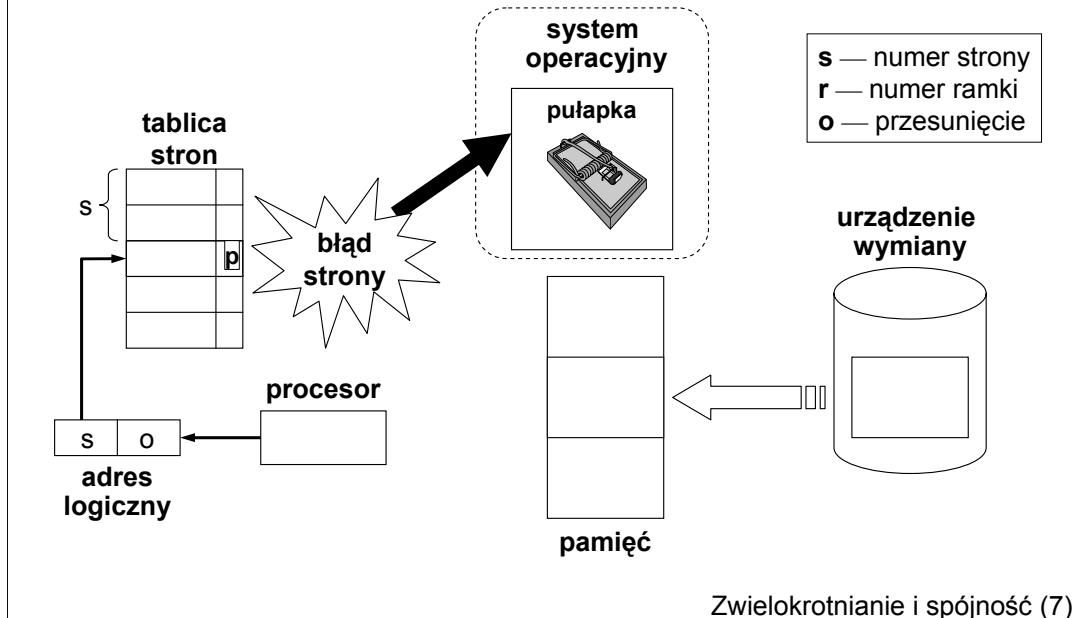 system
operacyjny
pułapka
s — numer strony
r — numer ramki
o — przesunięcie
tablica
stron
s
p
błąd
strony
urządzenie
wymiany
procesor
s o
adres
logiczny
pamięć
Zwielokrotnianie i spójność (7)